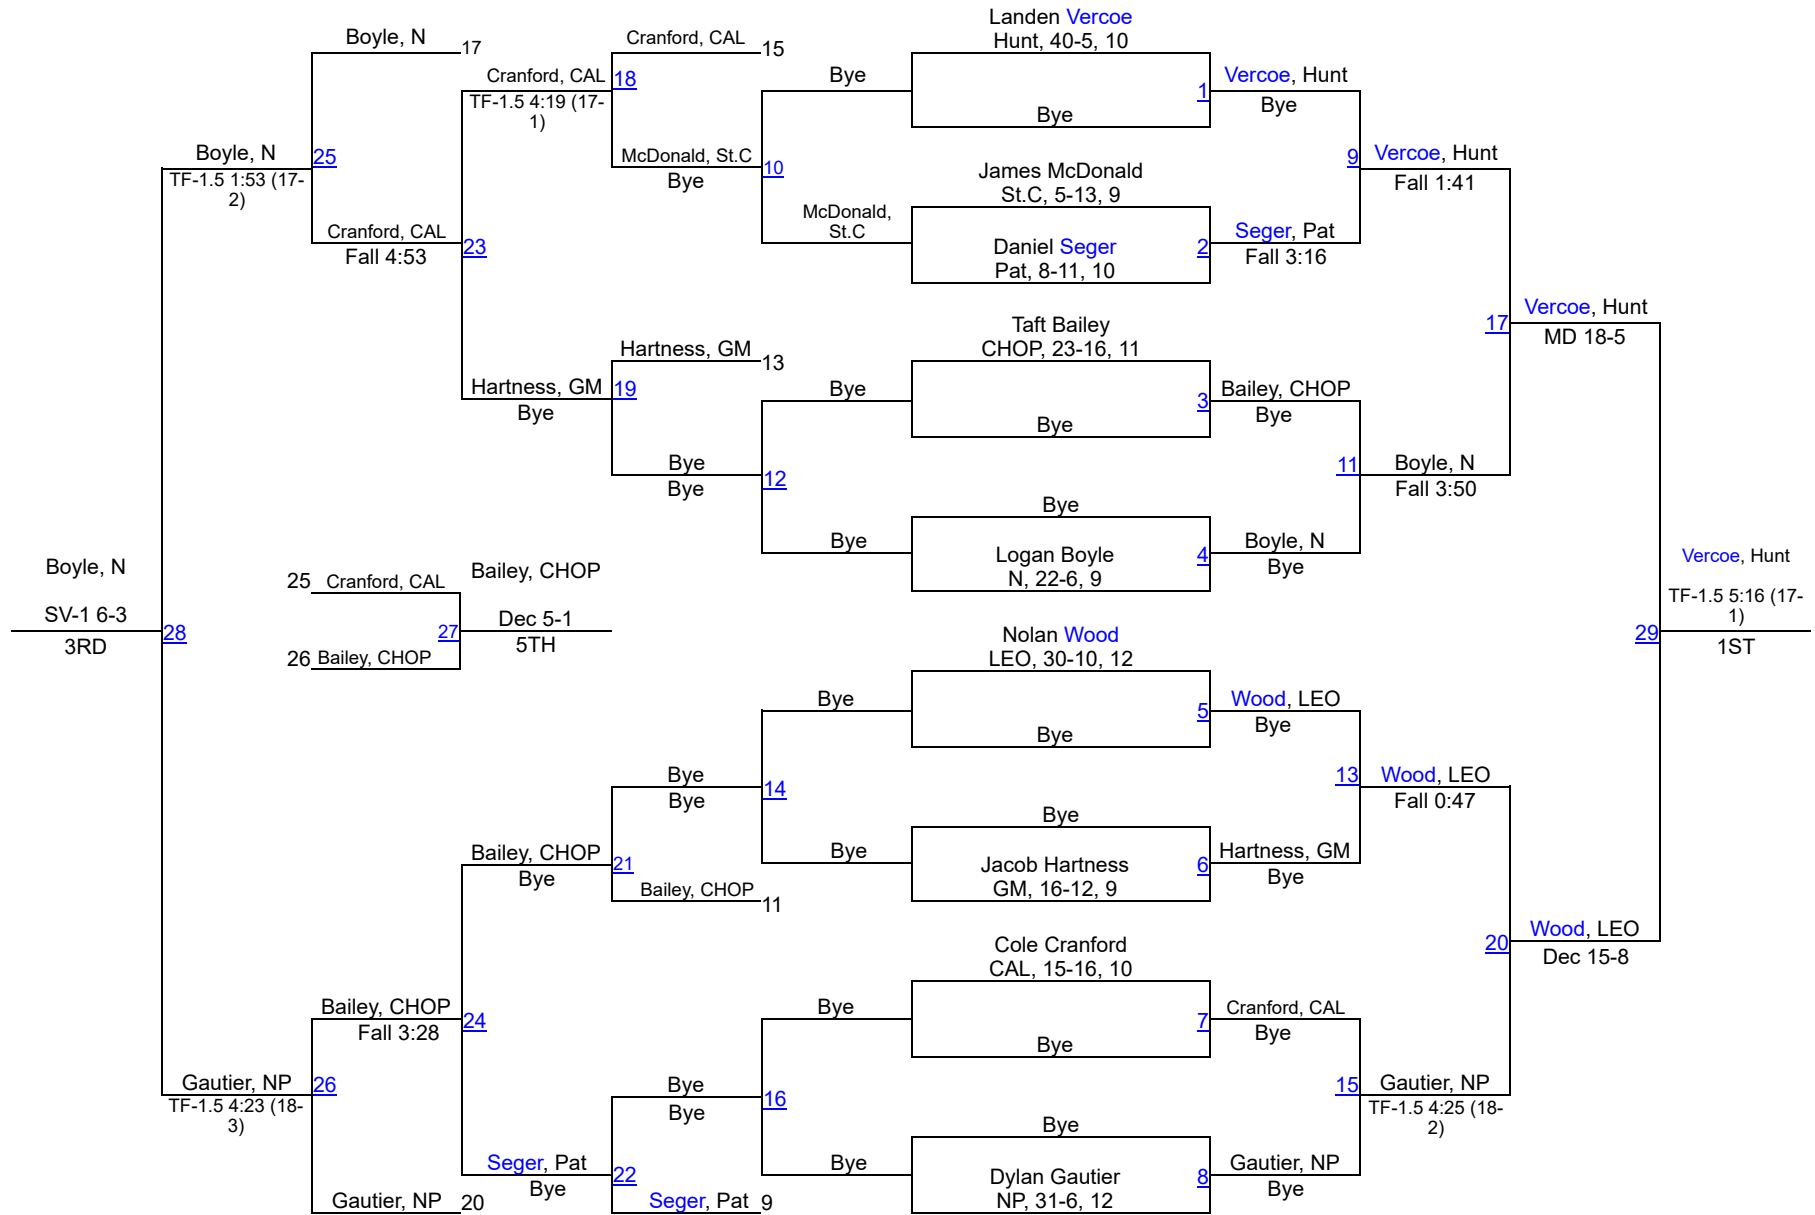 Landen Vercoe
Hunt, 40-5, 10
Boyle, N
17
Cranford, CAL
15
Bye
Vercoe, Hunt
1
Bye
Bye
Cranford, CAL
18
TF-1.5 4:19 (17-
1)
Boyle, N
25
TF-1.5 1:53 (17-
2)
McDonald, St.C
Bye
10
James McDonald
St.C, 5-13, 9
9
Vercoe, Hunt
Fall 1:41
McDonald,
St.C
Cranford, CAL
Fall 4:53
23
Daniel Seger
Pat, 8-11, 10
2
Seger, Pat
Fall 3:16
Taft Bailey
CHOP, 23-16, 11
17
Vercoe, Hunt
MD 18-5
Hartness, GM
13
Hartness, GM
19
Bye
Bye
Bye
3
Bailey, CHOP
Bye
Bye
Bye
12
11
Boyle, N
Fall 3:50
Bye
Bye
Logan Boyle
N, 22-6, 9
4
Boyle, N
Bye
Boyle, N
SV-1 6-3
3RD
28
25
Cranford, CAL
26
Bailey, CHOP
27
Bailey, CHOP
Dec 5-1
5TH
Vercoe, Hunt
TF-1.5 5:16 (17-
1)
29
1ST
Nolan Wood
LEO, 30-10, 12
Bye
Bye
5
Wood, LEO
Bye
Bye
Bye
14
13
Wood, LEO
Fall 0:47
Bye
Bye
Jacob Hartness
GM, 16-12, 9
6
Hartness, GM
Bye
Bailey, CHOP
Bye
21
Bailey, CHOP
11
Cole Cranford
CAL, 15-16, 10
20
Wood, LEO
Dec 15-8
Bailey, CHOP
Fall 3:28
24
Bye
Bye
7
Cranford, CAL
Bye
Gautier, NP
26
TF-1.5 4:23 (18-
3)
Bye
Bye
16
15
Gautier, NP
TF-1.5 4:25 (18-
2)
Bye
Seger, Pat
Bye
22
Bye
Dylan Gautier
NP, 31-6, 12
8
Gautier, NP
Bye
Gautier, NP
20
Seger, Pat
9